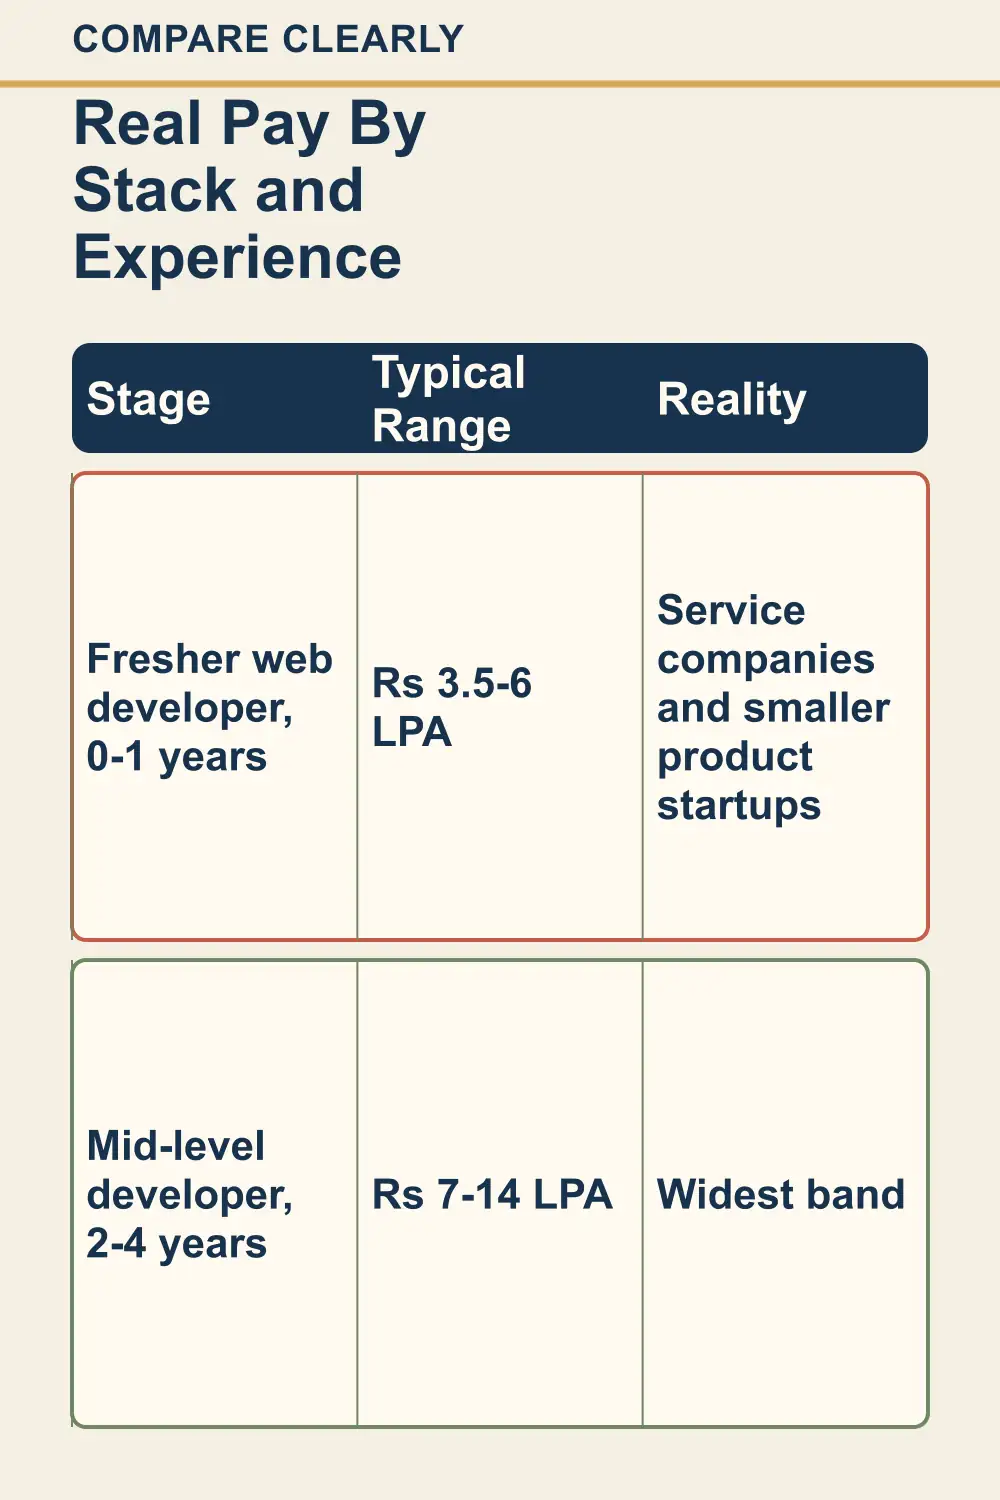 COMPARE CLEARLY
Real Pay By
Stack and
Experience
Stage
Typical
Range
Reality
Fresher web
developer,
0-1 years
Rs 3.5-6
LPA
Service
companies
and smaller
product
startups
Mid-level
developer,
2-4 years
Rs 7-14 LPA
Widest band